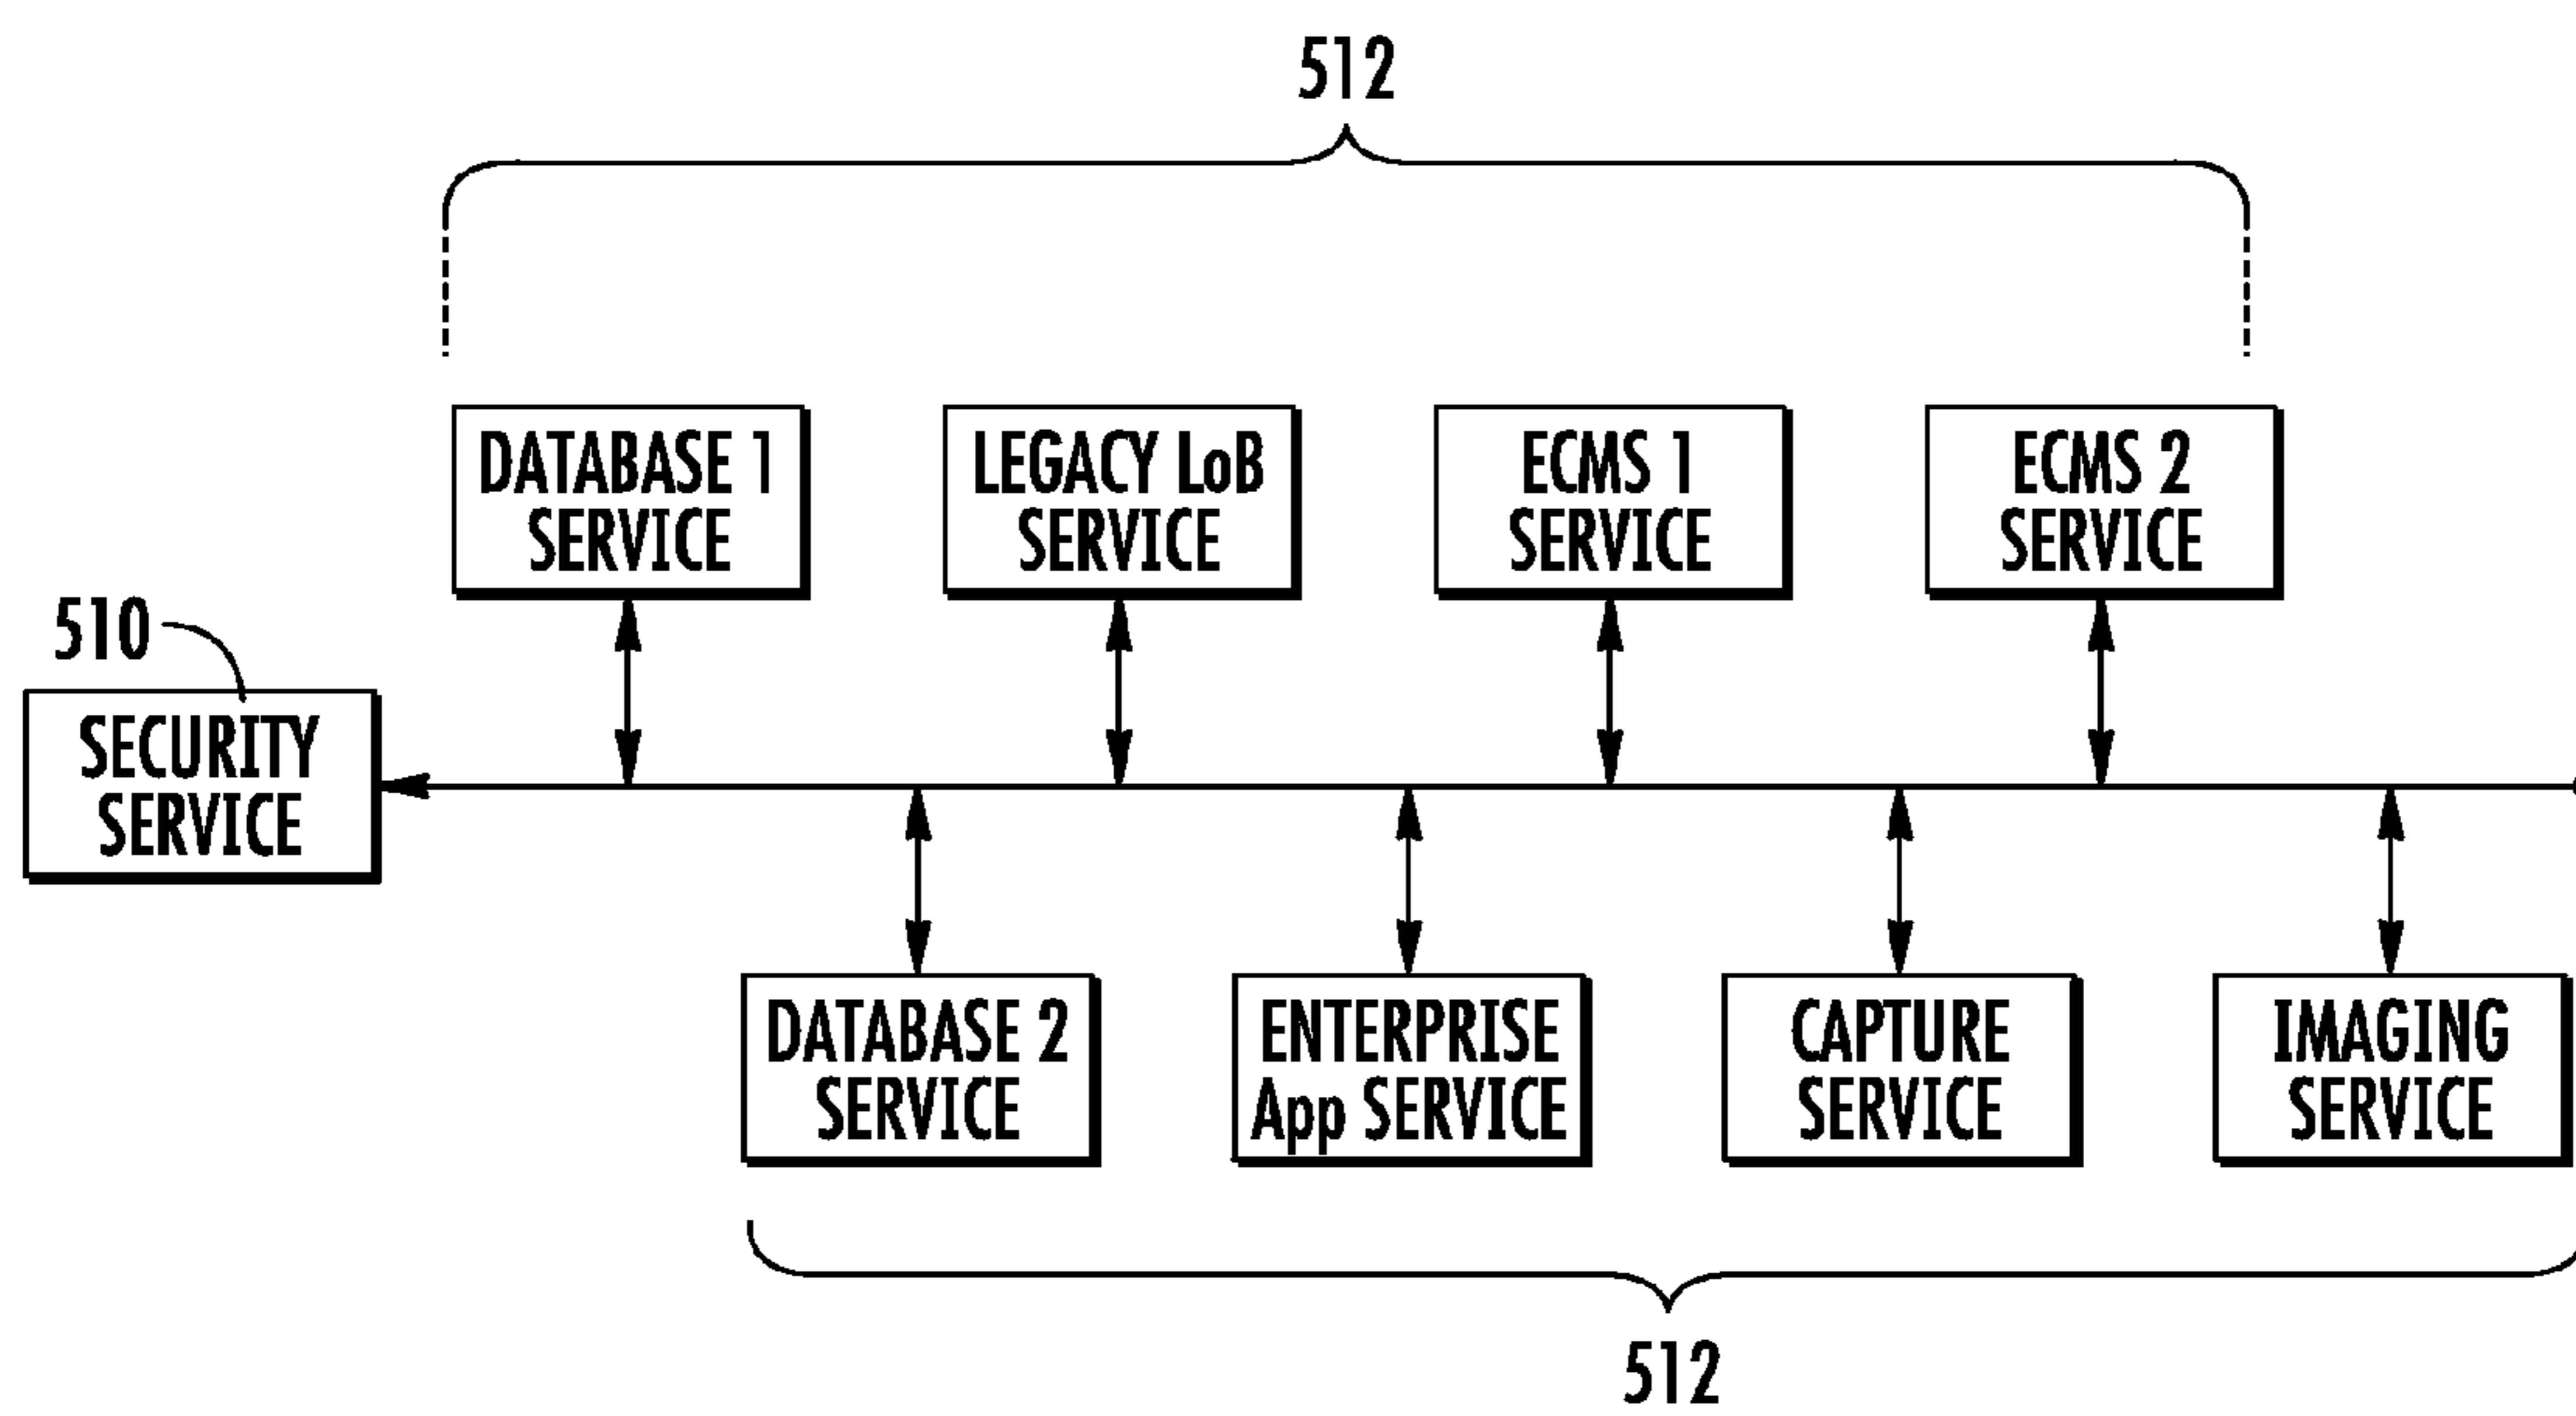 512
DATABASE 1
SERVICE
LEGACY LoB
SERVICE
ECMS 1
SERVICE
ECMS 2
SERVICE
510
SECURITY
SERVICE
DATABASE 2
SERVICE
ENTERPRISE
App SERVICE
CAPTURE
SERVICE
IMAGING
SERVICE
512